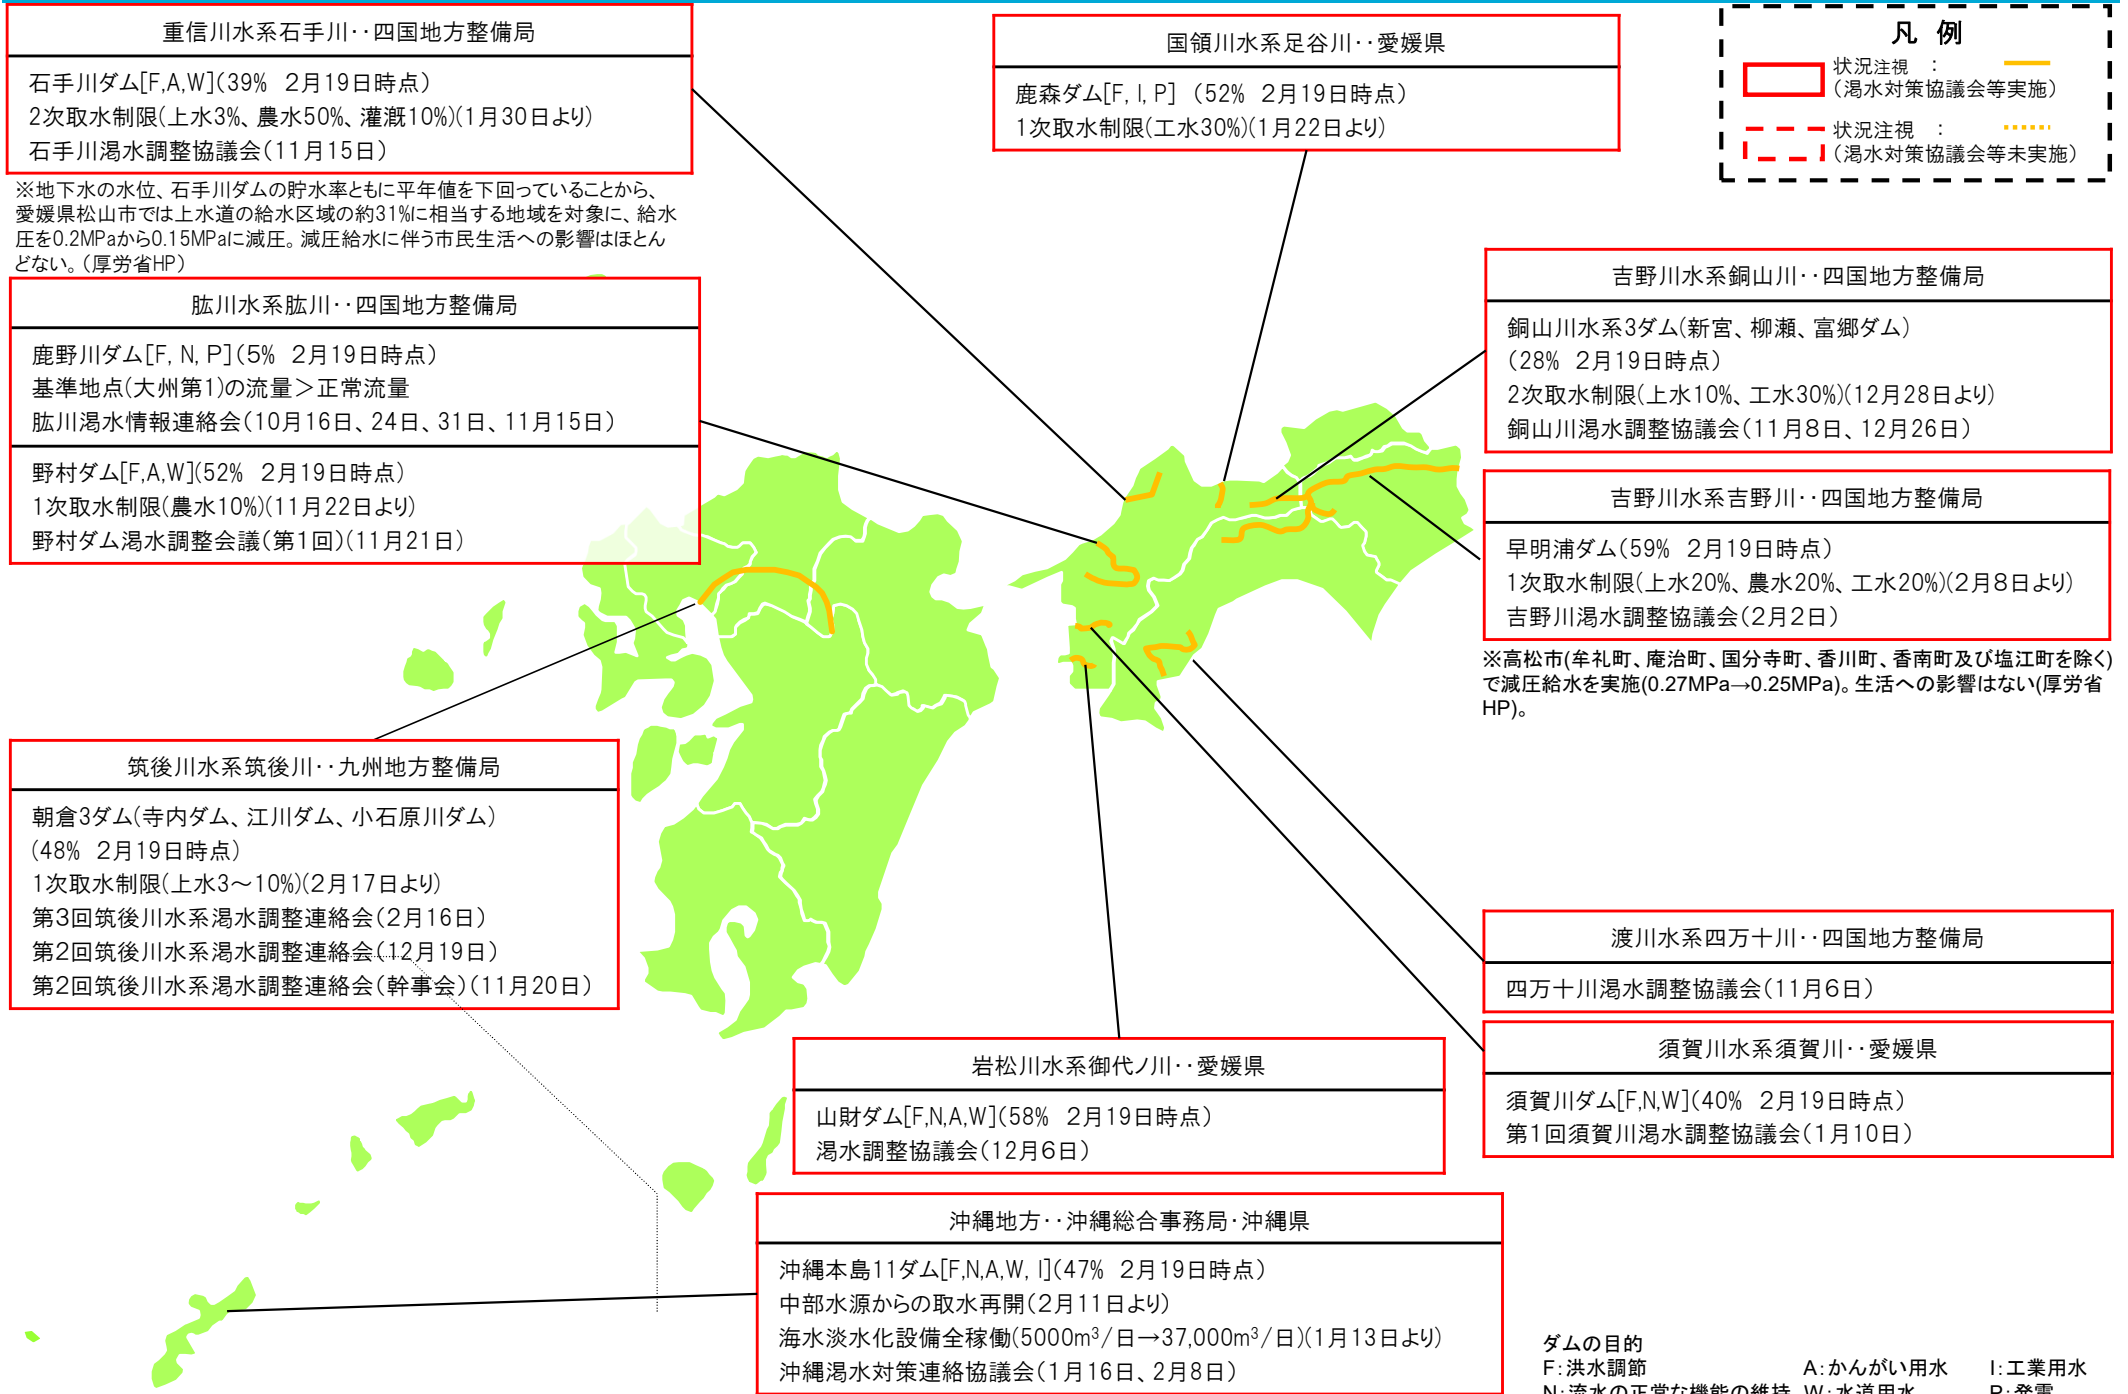 重信川水系石手川‥四国地方整備局
石手川ダム[F,A,W](39% 2月19日時点)
2次取水制限(上水3%、農水50%、灌漑10%)(1月30日より)
石手川渇水調整協議会(11月15日)
※地下水の水位、石手川ダムの貯水率ともに平年値を下回っていることから、
愛媛県松山市では上水道の給水区域の約31%に相当する地域を対象に、給水
圧を0.2MPaから0.15MPaに減圧。減圧給水に伴う市民生活への影響はほとん
どない。(厚労省HP)
国領川水系足谷川‥愛媛県
鹿森ダム[F, I, P] (52% 2月19日時点)
1次取水制限(工水30%)(1月22日より)
凡 例
状況注視 :
(渇水対策協議会等実施)
状況注視 :
(渇水対策協議会等未実施)
肱川水系肱川‥四国地方整備局
鹿野川ダム[F, N, P](5% 2月19日時点)
基準地点(大州第1)の流量>正常流量
肱川渇水情報連絡会(10月16日、24日、31日、11月15日)
野村ダム[F,A,W](52% 2月19日時点)
1次取水制限(農水10%)(11月22日より)
野村ダム渇水調整会議(第1回)(11月21日)
吉野川水系銅山川‥四国地方整備局
銅山川水系3ダム(新宮、柳瀬、富郷ダム)
(28% 2月19日時点)
2次取水制限(上水10%、工水30%)(12月28日より)
銅山川渇水調整協議会(11月8日、12月26日)
吉野川水系吉野川‥四国地方整備局
早明浦ダム(59% 2月19日時点)
1次取水制限(上水20%、農水20%、工水20%)(2月8日より)
吉野川渇水調整協議会(2月2日)
※高松市(牟礼町、庵治町、国分寺町、香川町、香南町及び塩江町を除く)
で減圧給水を実施(0.27MPa→0.25MPa)。生活への影響はない(厚労省
HP)。
筑後川水系筑後川‥九州地方整備局
朝倉3ダム(寺内ダム、江川ダム、小石原川ダム)
(48% 2月19日時点)
1次取水制限(上水3~10%)(2月17日より)
第3回筑後川水系渇水調整連絡会(2月16日)
第2回筑後川水系渇水調整連絡会(12月19日)
第2回筑後川水系渇水調整連絡会(幹事会)(11月20日)
渡川水系四万十川‥四国地方整備局
四万十川渇水調整協議会(11月6日)
須賀川水系須賀川‥愛媛県
須賀川ダム[F,N,W](40% 2月19日時点)
第1回須賀川渇水調整協議会(1月10日)
岩松川水系御代ノ川‥愛媛県
山財ダム[F,N,A,W](58% 2月19日時点)
渇水調整協議会(12月6日)
沖縄地方‥沖縄総合事務局・沖縄県
沖縄本島11ダム[F,N,A,W, I](47% 2月19日時点)
中部水源からの取水再開(2月11日より)
海水淡水化設備全稼働(5000m³/日→37,000m³/日)(1月13日より)
沖縄渇水対策連絡協議会(1月16日、2月8日)
ダムの目的
F:洪水調節 A:かんがい用水 I:工業用水
N:流水の正常な機能の維持 W:水道用水 P:発電